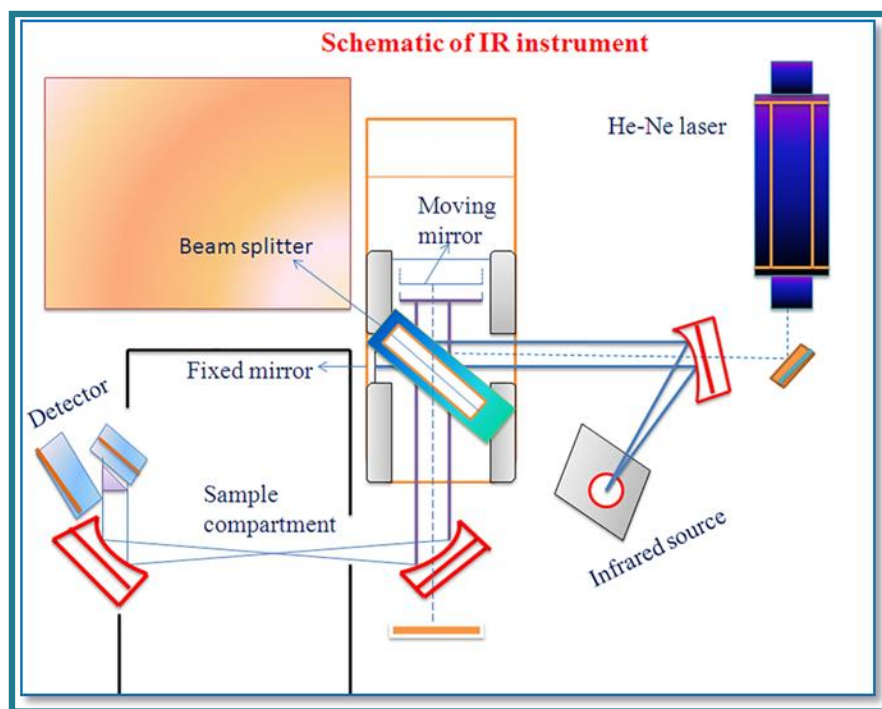 Schematic of IR instrument
He-Ne laser
Moving
mirror
Beam splitter
Fixed mirror
Detector
Sample
compartment
Infrared source